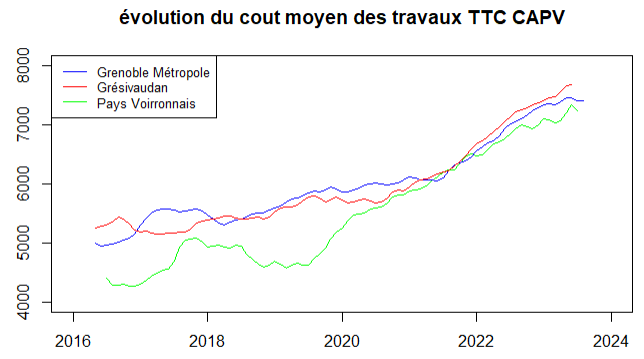 évolution du cout moyen des travaux TTC CAPV
Grenoble Métropole
Grésivaudan
Pays Voirronnais
8000
7000
6000
5000
4000
2016 2018 2020 2022 2024